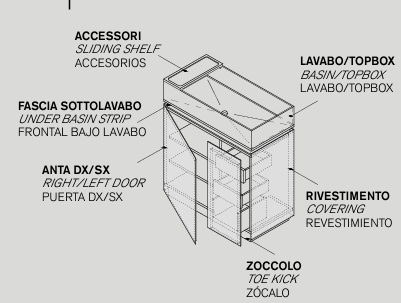 ACCESSORI
SLIDING SHELF
ACCESORIOS
LAVABO/TOPBOX
BASIN/TOPBOX
LAVABO/TOPBOX
FASCIA SOTTOLAVABO
UNDER BASIN STRIP
FRONTAL BAJO LAVABO
ANTA DX/SX
RIGHT/LEFT DOOR
PUERTA DX/SX
RIVESTIMENTO
COVERING
REVESTIMIENTO
ZOCCOLO
TOE KICK
ZÓCALO